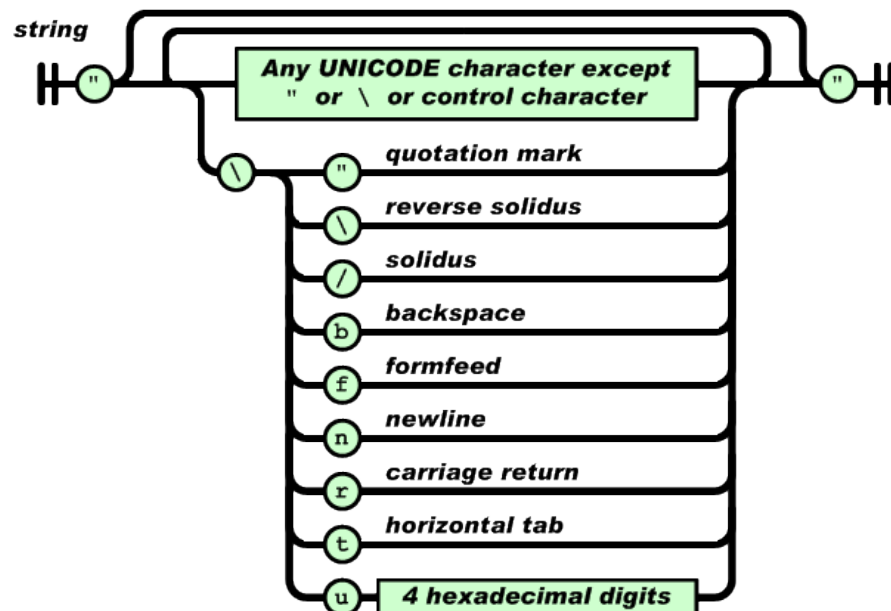 string
"
Any UNICODE character except
" or \ or control character
"
\
" quotation mark
\ reverse solidus
/ solidus
b backspace
f formfeed
n newline
r carriage return
t horizontal tab
u 4 hexadecimal digits